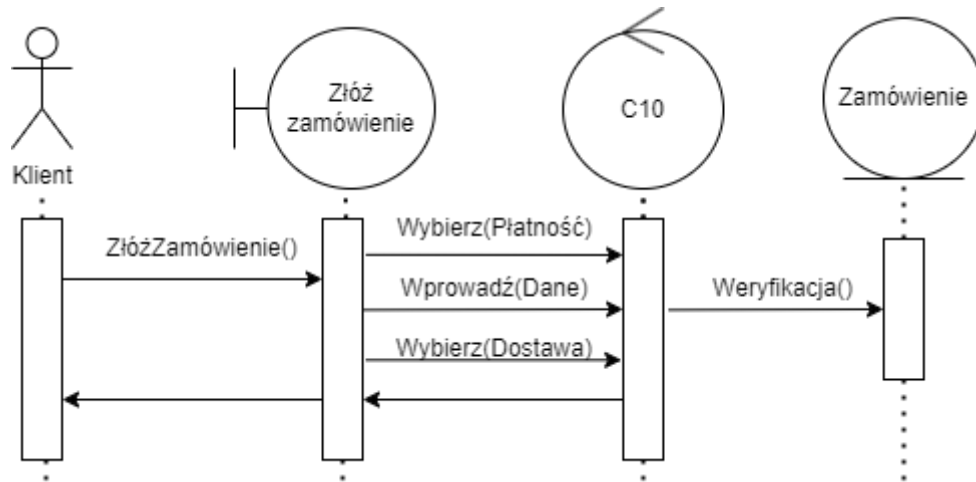 Złóż
zamówienie
C10
Zamówienie
Klient
ZłóżZamówienie()
Wybierz(Płatność)
Wprowadź(Dane)
Weryfikacja()
Wybierz(Dostawa)